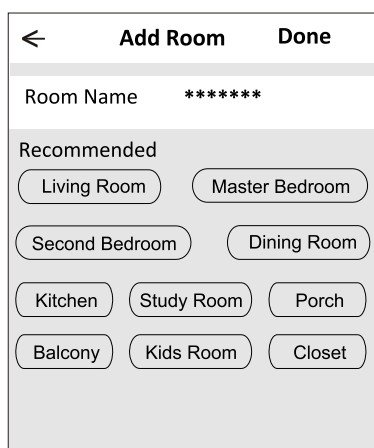 Add Room Done
Room Name *******
Recommended
Living Room Master Bedroom
Second Bedroom Dining Room
Kitchen Study Room Porch
Balcony Kids Room Closet